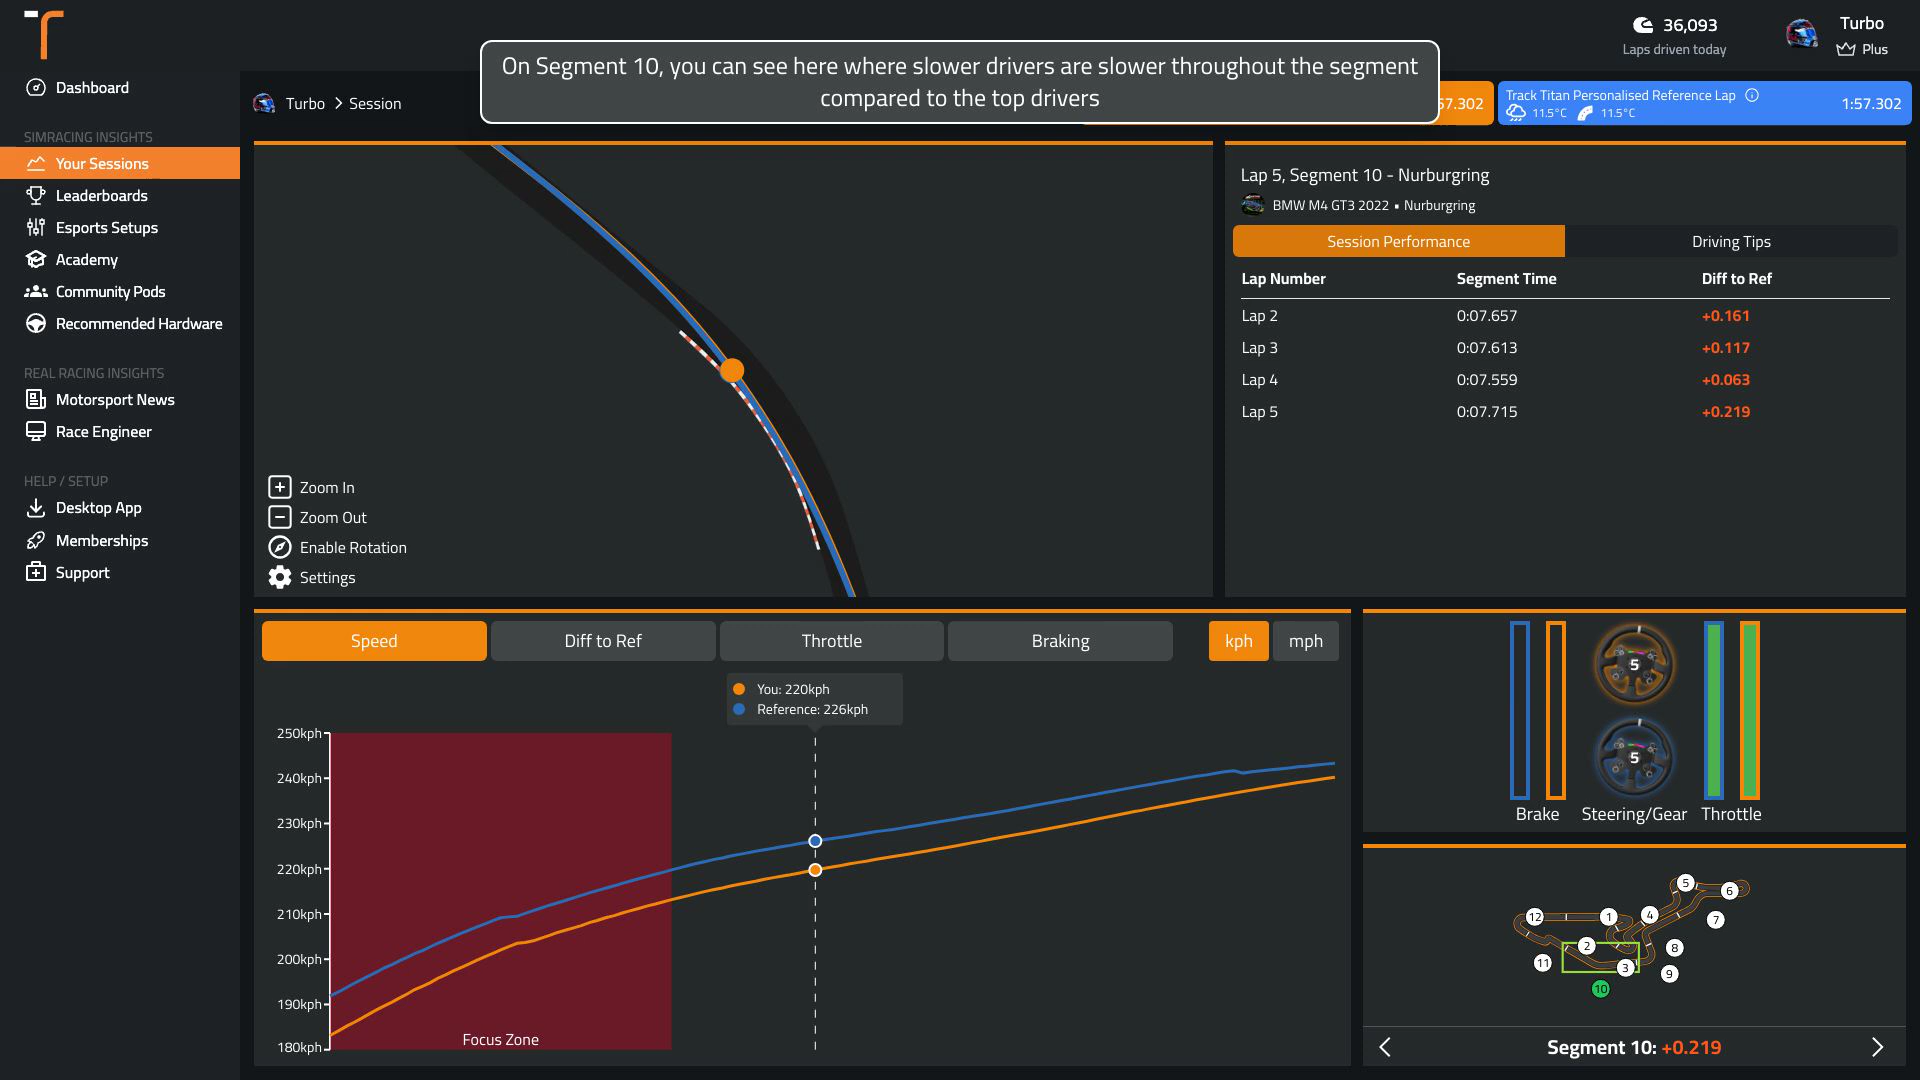 36,093
Laps driven today
Turbo
Plus
On Segment 10, you can see here where slower drivers are slower throughout the segment
compared to the top drivers
Dashboard
SIMRACING INSIGHTS
Your Sessions
Leaderboards
Esports Setups
Academy
Community Pods
Recommended Hardware
REAL RACING INSIGHTS
Motorsport News
Race Engineer
HELP / SETUP
Desktop App
Memberships
Support
Turbo > Session
57.302
Track Titan Personalised Reference Lap
11.5°C 11.5°C
1:57.302
Zoom In
Zoom Out
Enable Rotation
Settings
Lap 5, Segment 10 - Nurburgring
BMW M4 GT3 2022 • Nurburgring
Session Performance Driving Tips
Lap Number Segment Time Diff to Ref
Lap 2 0:07.657 +0.161
Lap 3 0:07.613 +0.117
Lap 4 0:07.559 +0.063
Lap 5 0:07.715 +0.219
Speed Diff to Ref Throttle Braking kph mph
You: 220kph
Reference: 226kph
250kph
240kph
230kph
220kph
210kph
200kph
190kph
180kph
Focus Zone
5
5
Brake Steering/Gear Throttle
5
6
12
1
4
7
2
8
11
3
9
10
Segment 10: +0.219